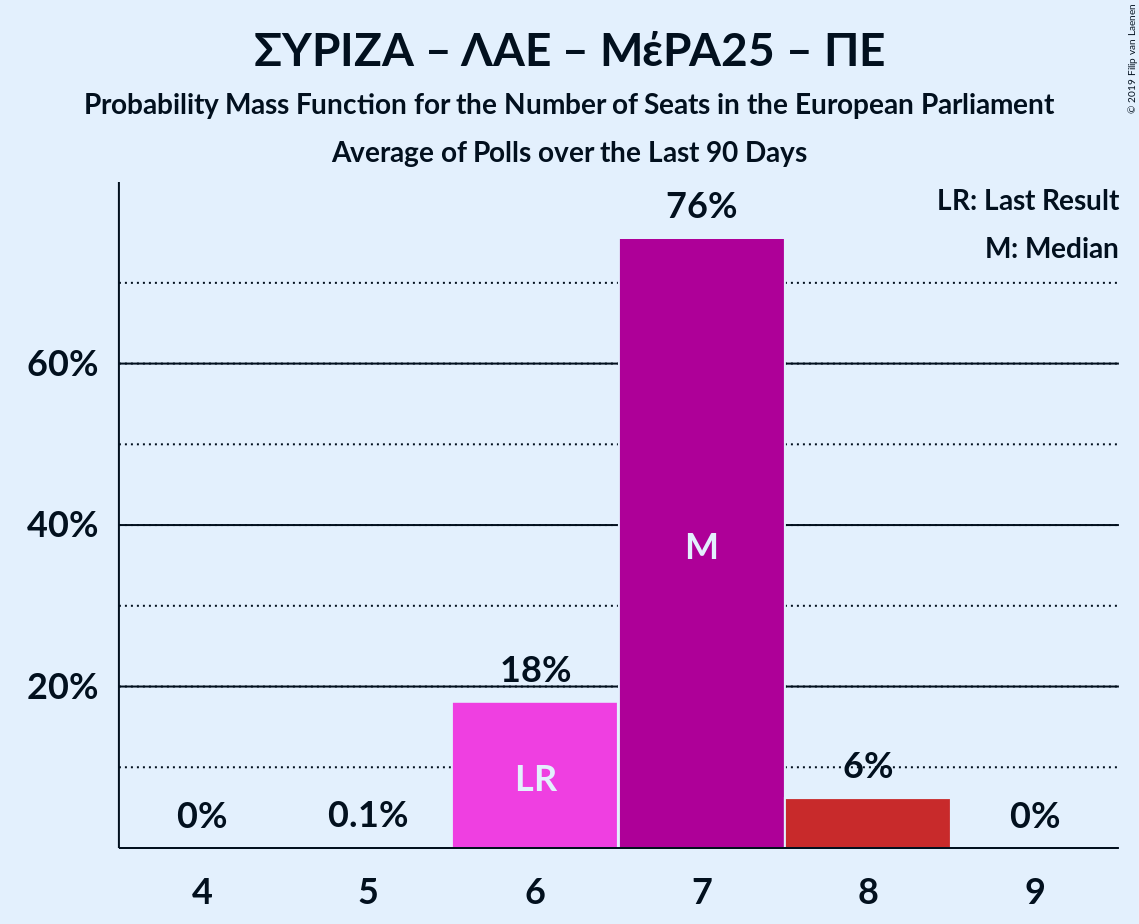 ΣΥΡΙΖΑ – ΛΑΕ – ΜέΡΑ25 – ΠΕ
Probability Mass Function for the Number of Seats in the European Parliament
Average of Polls over the Last 90 Days
© 2019 Filip van Laenen
LR: Last Result
M: Median
76%
60%
40%
M
18%
20%
LR
6%
0%
0.1%
0%
4 5 6 7 8 9